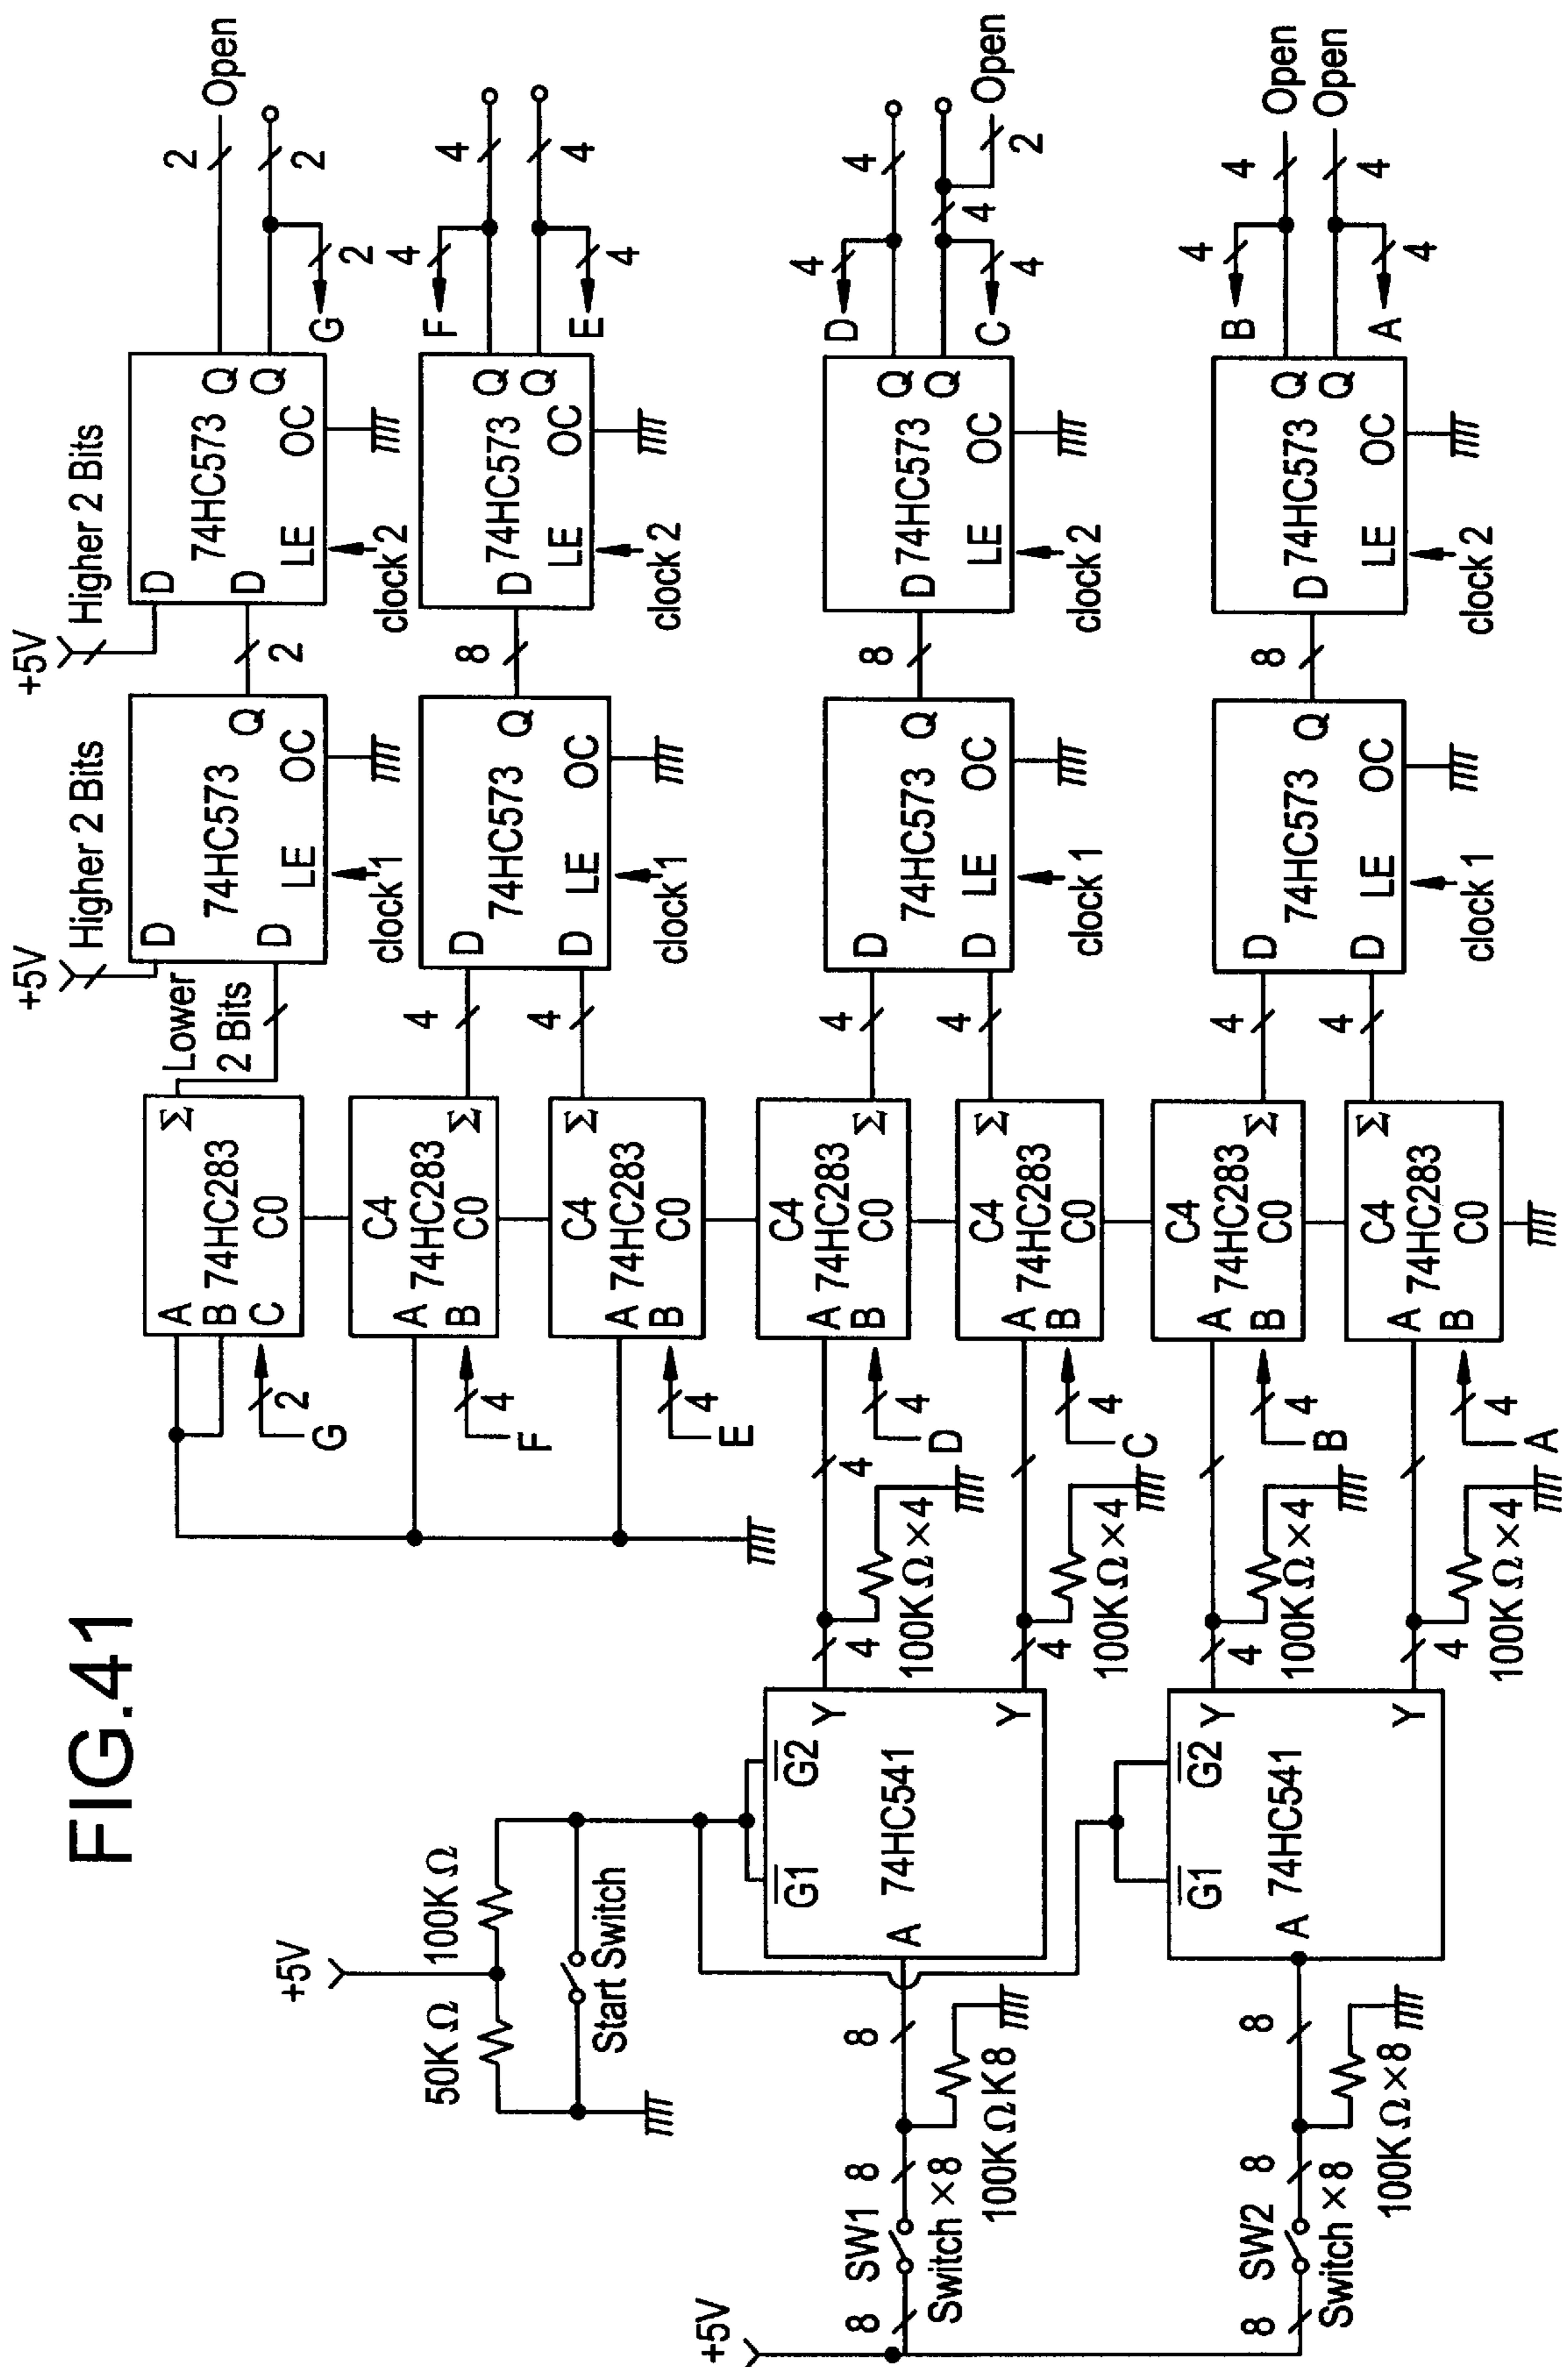 FIG.41
+5V
50KΩ
100KΩ
Start Switch
+5V
8
SW1
8
Switch ×8
8
100KΩK8
A
G1
G2
74HC541
Y
Y
8
SW2
8
Switch ×8
8
100KΩ×8
A
G1
G2
74HC541
Y
Y
4
100KΩ×4
4
4
100KΩ×4
4
100KΩ×4
4
100KΩ×4
G
2
A
B
C
74HC283
C0
Σ
F
4
A
B
C4
74HC283
C0
Σ
E
4
A
B
C4
74HC283
C0
Σ
D
4
A
B
C4
74HC283
C0
Σ
C
4
A
B
C4
74HC283
C0
Σ
B
4
A
B
C4
74HC283
C0
Σ
A
4
A
B
C4
74HC283
C0
Σ
Lower
2 Bits
+5V
Higher 2 Bits
D
D
74HC573
Q
LE
OC
clock 1
2
+5V
Higher 2 Bits
D
D
74HC573
Q
Q
LE
OC
clock 2
2
Open
2
G
2
4
4
D
D
74HC573
Q
LE
OC
clock 1
8
D
74HC573
Q
Q
LE
OC
clock 2
F
4
4
E
4
4
4
4
D
D
74HC573
Q
LE
OC
clock 1
8
D
74HC573
Q
Q
LE
OC
clock 2
D
4
4
C
4
4
2
Open
4
4
D
D
74HC573
Q
LE
OC
clock 1
8
D
74HC573
Q
Q
LE
OC
clock 2
B
4
4
Open
A
4
4
Open